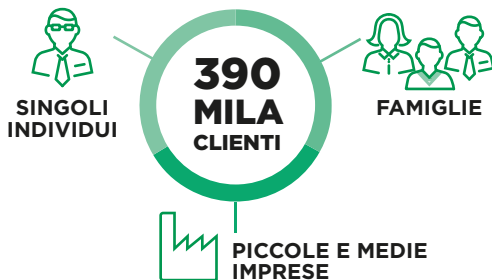 390
MILA
CLIENTI
SINGOLI
INDIVIDUI
FAMIGLIE
PICCOLE E MEDIE
IMPRESE